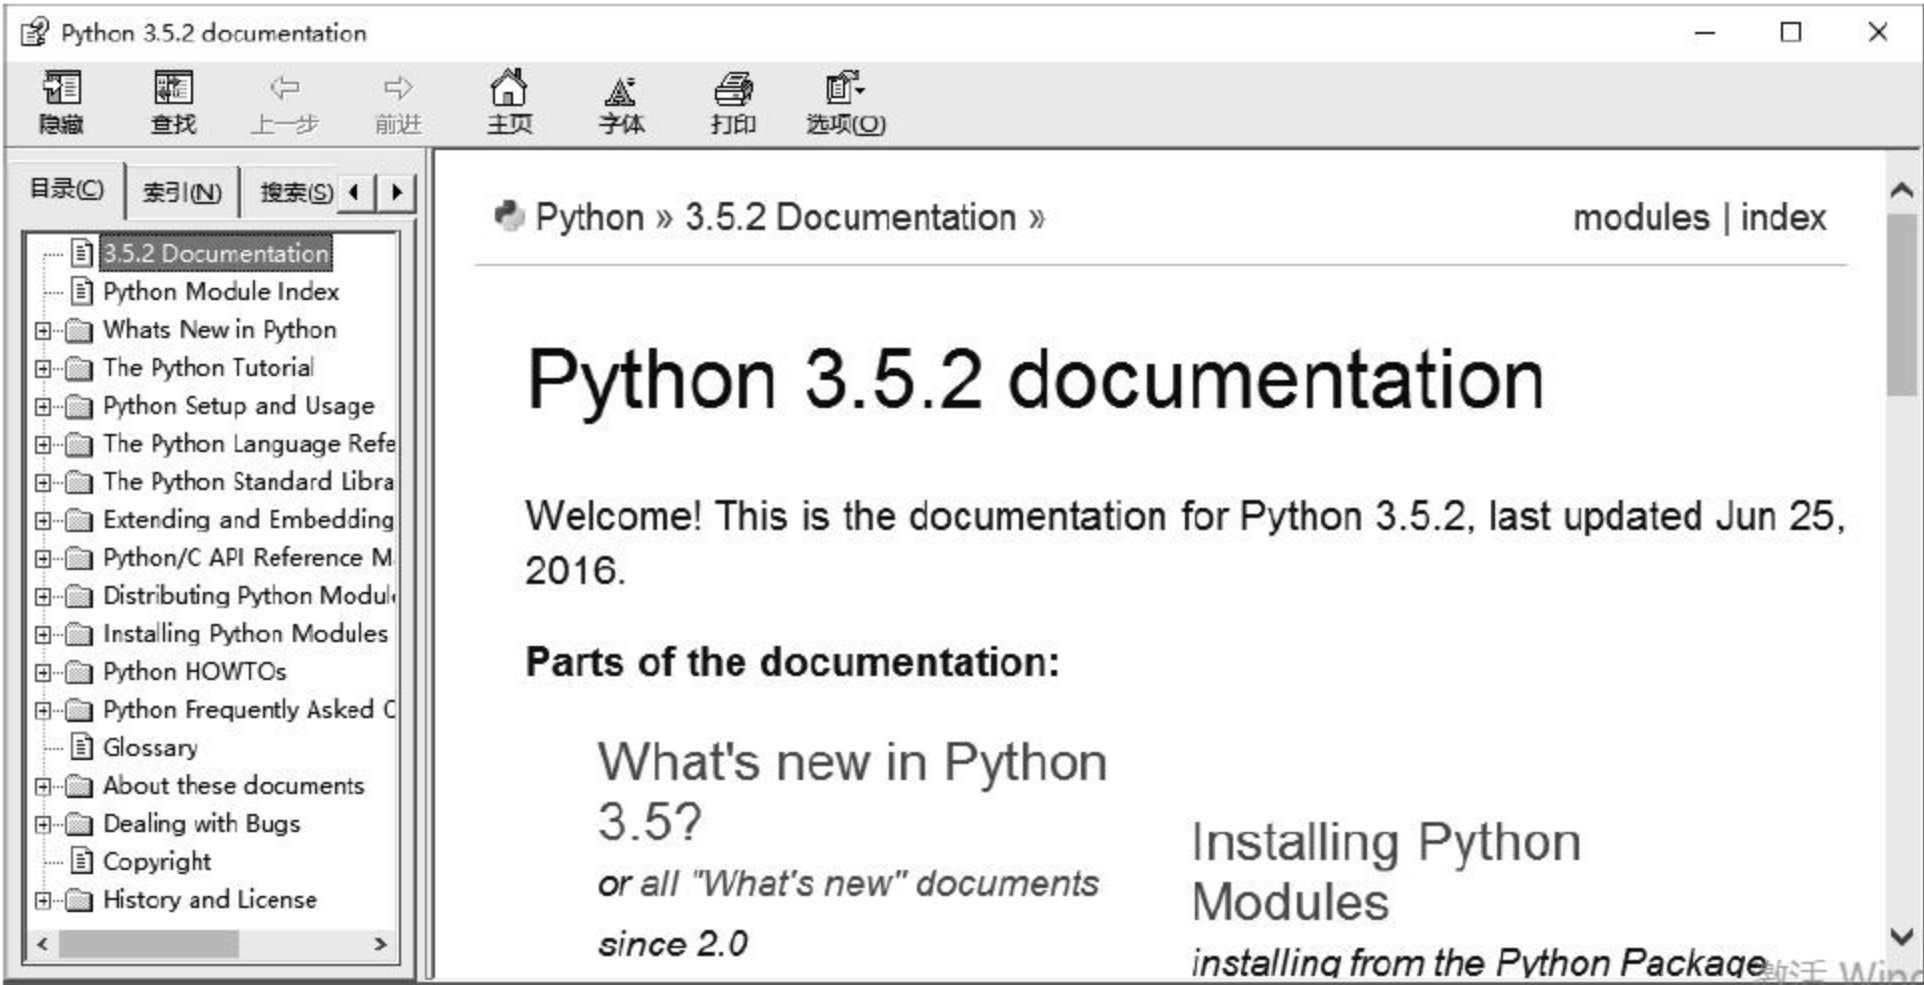 Python 3.5.2 documentation
隐藏 查找 上一步 前进 主页 字体 打印 选项(O)
目录(C) 索引(N) 搜索(S)
3.5.2 Documentation
Python Module Index
Whats New in Python
The Python Tutorial
Python Setup and Usage
The Python Language Refe
The Python Standard Libra
Extending and Embedding
Python/C API Reference M
Distributing Python Modul
Installing Python Modules
Python HOWTOs
Python Frequently Asked
Glossary
About these documents
Dealing with Bugs
Copyright
History and License
Python » 3.5.2 Documentation »
modules | index
Python 3.5.2 documentation
Welcome! This is the documentation for Python 3.5.2, last updated Jun 25,
2016.
Parts of the documentation:
What's new in Python
3.5?
or all "What's new" documents
since 2.0
Installing Python
Modules
installing from the Python Package
激活 Wind